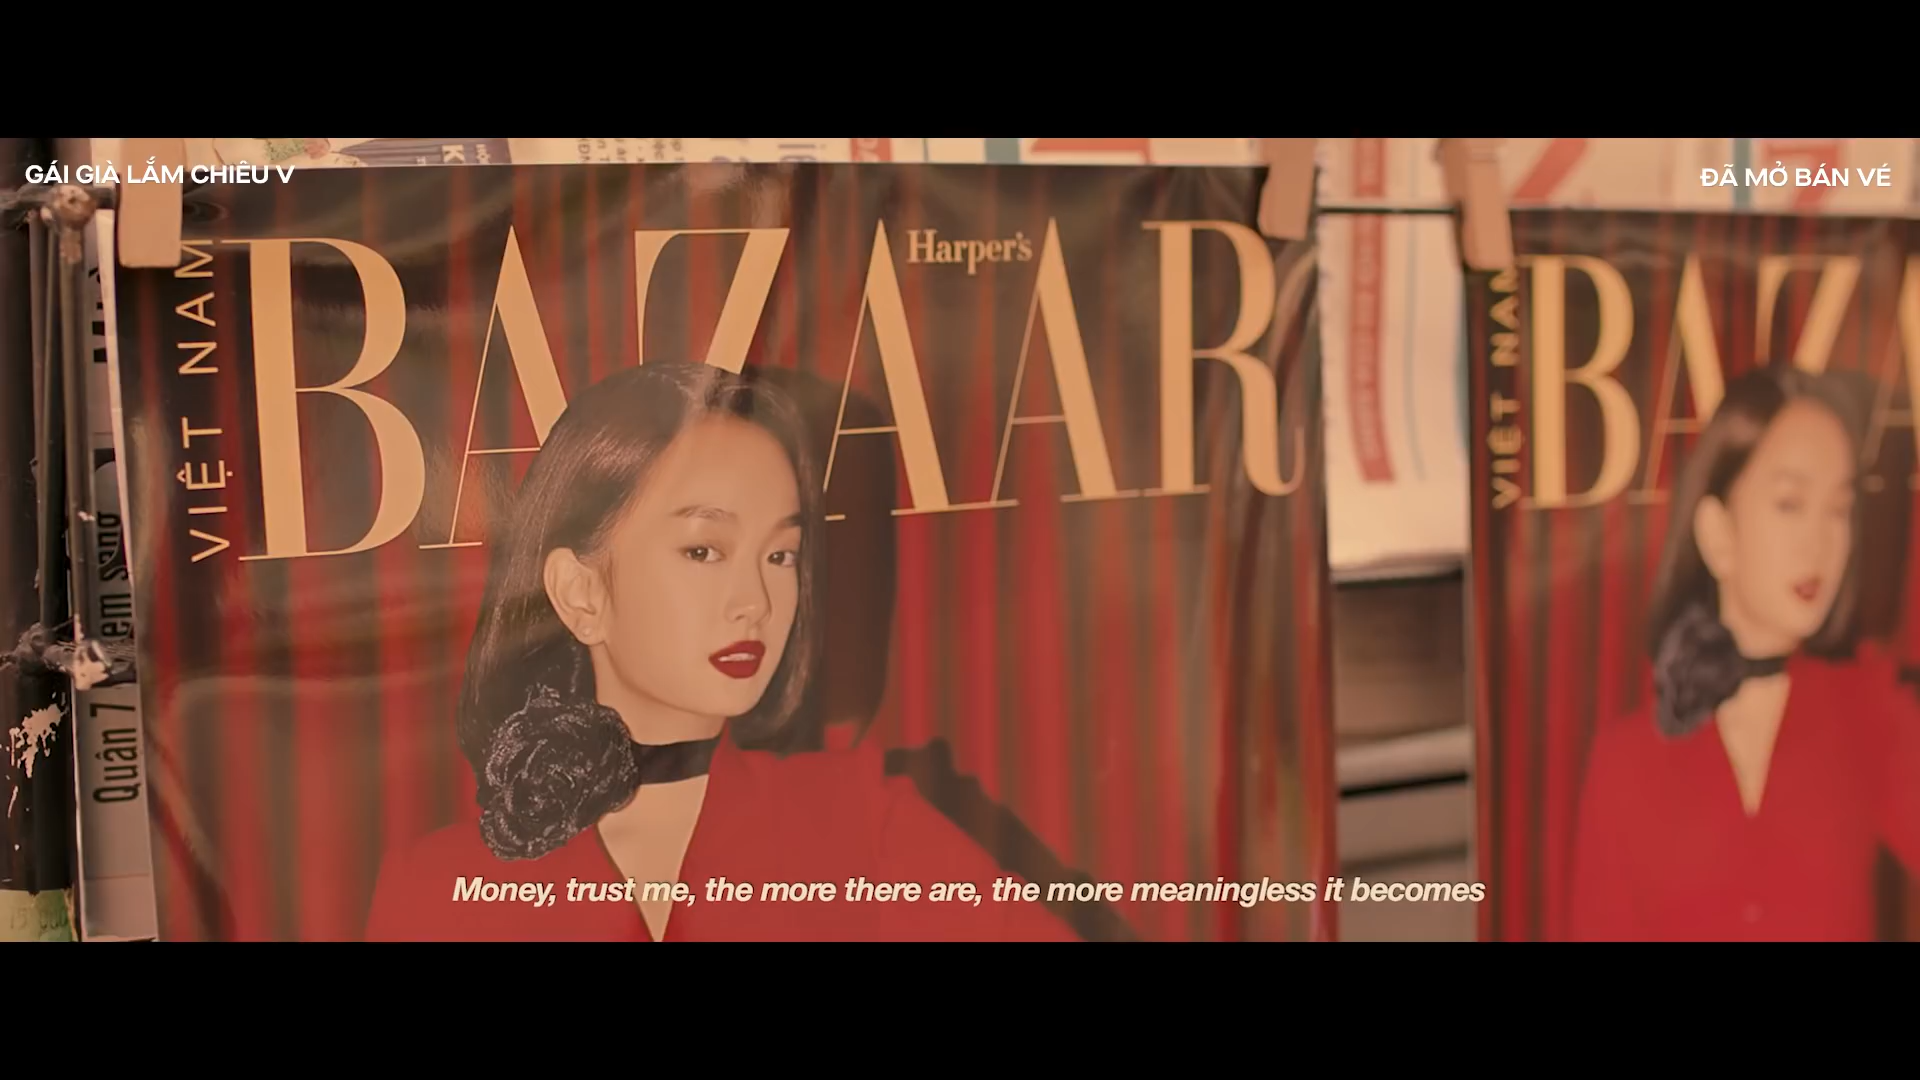 GÁI GIÀ LẮM CHIÊU V
ĐÃ MỞ BÁN VÉ
Harper's
BAZAAR
VIỆT NAM
BAZA
VIỆT NAM
Quân 7
Money, trust me, the more there are, the more meaningless it becomes